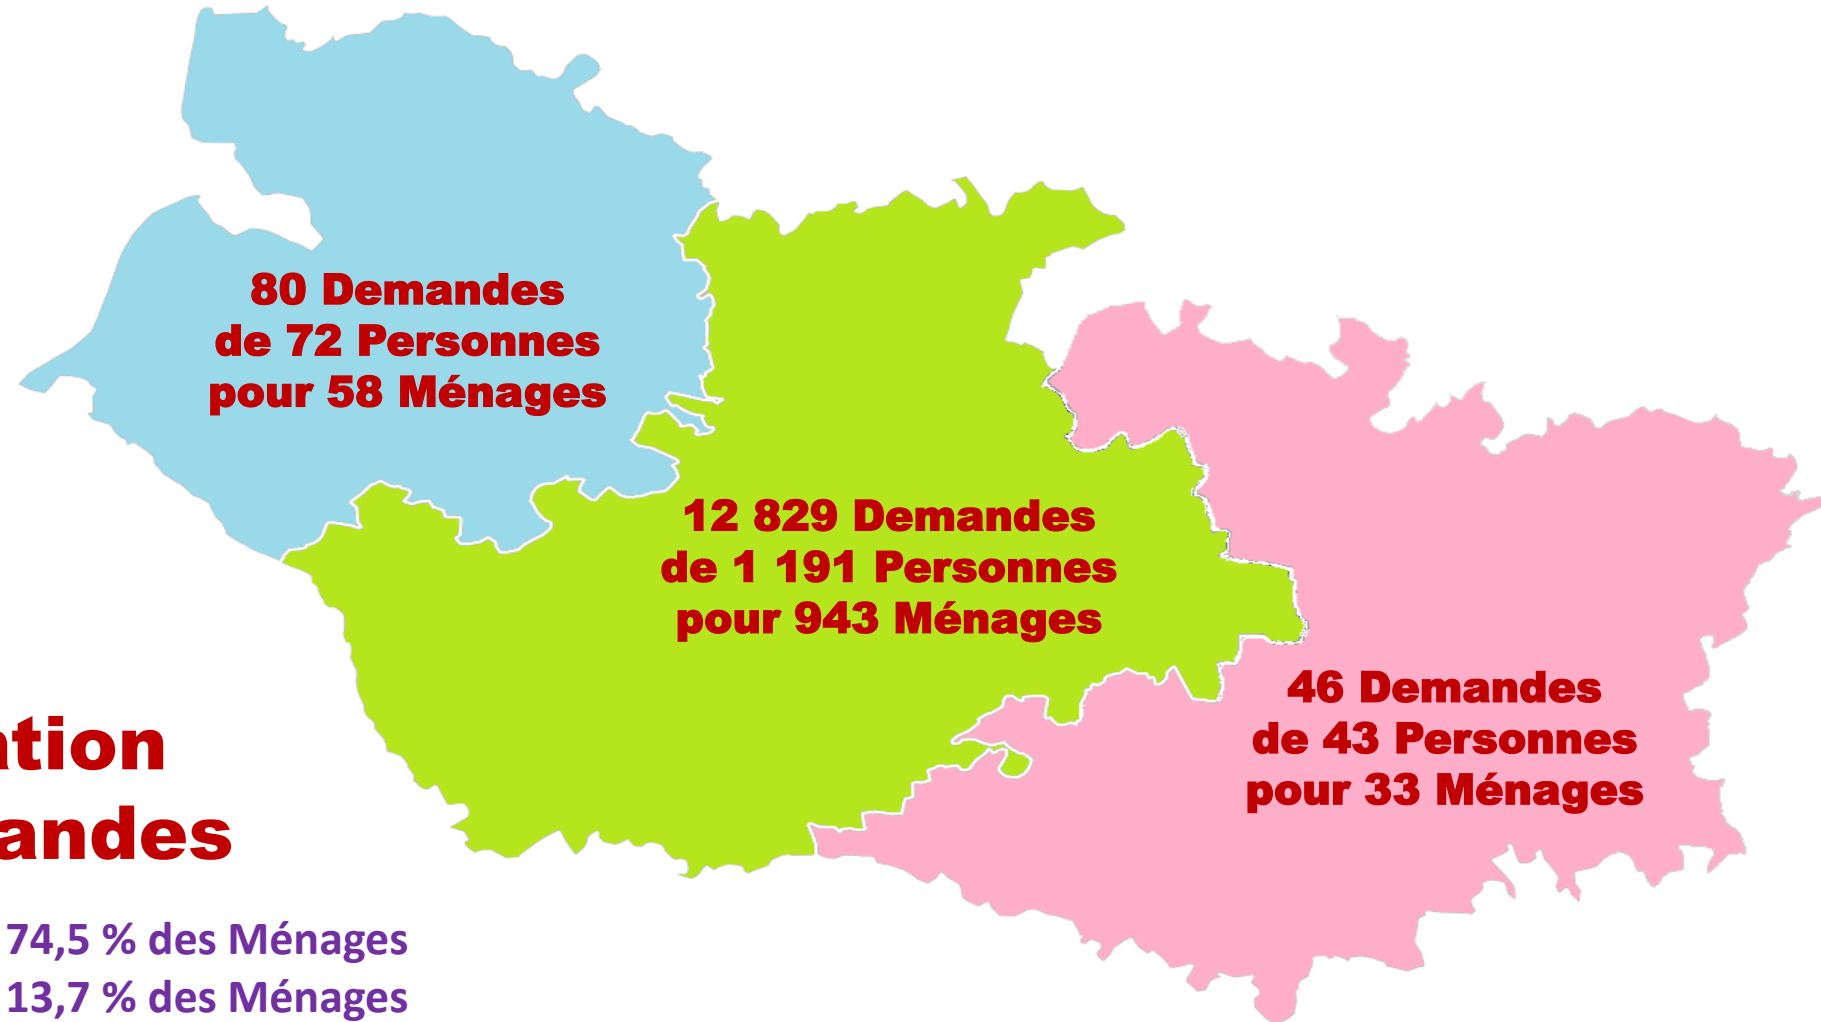 80 Demandes
de 72 Personnes
pour 58 Ménages
12 829 Demandes
de 1 191 Personnes
pour 943 Ménages
46 Demandes
de 43 Personnes
pour 33 Ménages
ation
andes
74,5 % des Ménages
13,7 % des Ménages